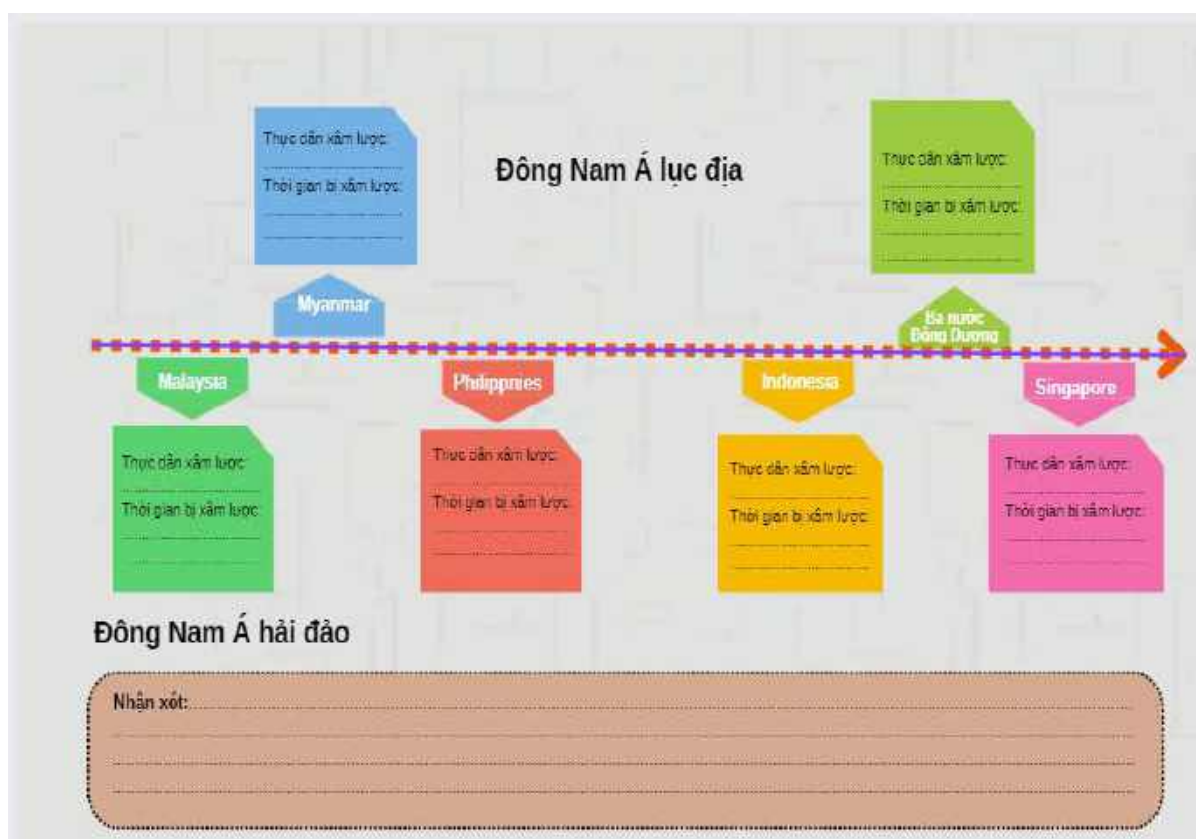 Thực dân xâm lược:
Thời gian bị xâm lược:
Đông Nam Á lục địa
Thực dân xâm lược:
Thời gian bị xâm lược:
Myanmar
Ba nước
Đông Dương
Malaysia
Philippnies
Indonesia
Singapore
Thực dân xâm lược:
Thời gian bị xâm lược:
Thực dân xâm lược:
Thời gian bị xâm lược:
Thực dân xâm lược:
Thời gian bị xâm lược:
Thực dân xâm lược:
Thời gian bị xâm lược:
Đông Nam Á hải đảo
Nhận xét: